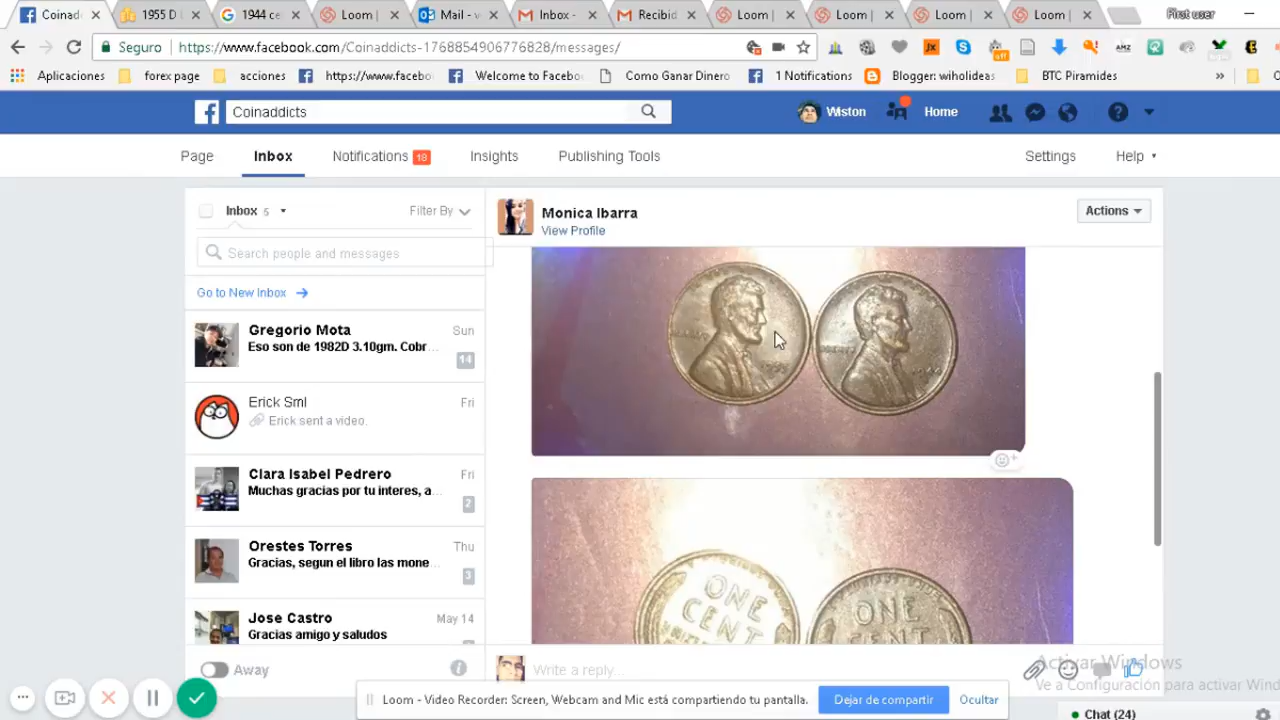 Coinad
1955 D
1944 ce
Loom |
Mail - v
Inbox -
Recibid
Loom |
Loom |
Loom |
Loom |
First user
Seguro
https://www.facebook.com/Coinaddicts-1768854906776828/messages/
off
AMZ
Aplicaciones
forex page
acciones
https://www.facebo
Welcome to Facebo
Como Ganar Dinero
1 Notifications
Blogger: wiholideas
BTC Piramides
»
Coinaddicts
Wiston
Home
Page
Inbox
Notifications 18
Insights
Publishing Tools
Settings
Help
Inbox 5
Filter By
Monica Ibarra
View Profile
Actions
Search people and messages
Go to New Inbox
Gregorio Mota
Sun
Eso son de 1982D 3.10gm. Cobr...
14
Erick Sml
Fri
Erick sent a video.
Clara Isabel Pedrero
Fri
Muchas gracias por tu interes, a...
2
Orestes Torres
Thu
Gracias, segun el libro las mone...
3
Jose Castro
May 14
Gracias amigo y saludos
1944
ONE
CENT
ONE
CENT
Away
Write a reply...
Activar Windows
Ve a Configuración para activar Wind
Loom - Video Recorder: Screen, Webcam and Mic está compartiendo tu pantalla.
Dejar de compartir
Ocultar
Chat (24)